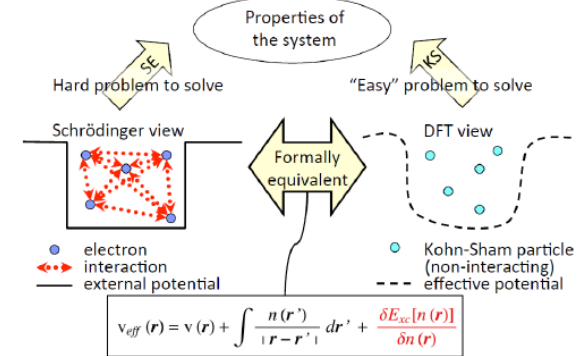 Properties of
the system
SE
KS
Hard problem to solve
“Easy” problem to solve
Schrödinger view
DFT view
Formally
equivalent
electron
interaction
external potential
Kohn-Sham particle
(non-interacting)
effective potential
v_eff (r) = v (r) + ∫ n (r ’) / | r − r ’ | dr ’ + δE_xc [n (r)] / δn (r)